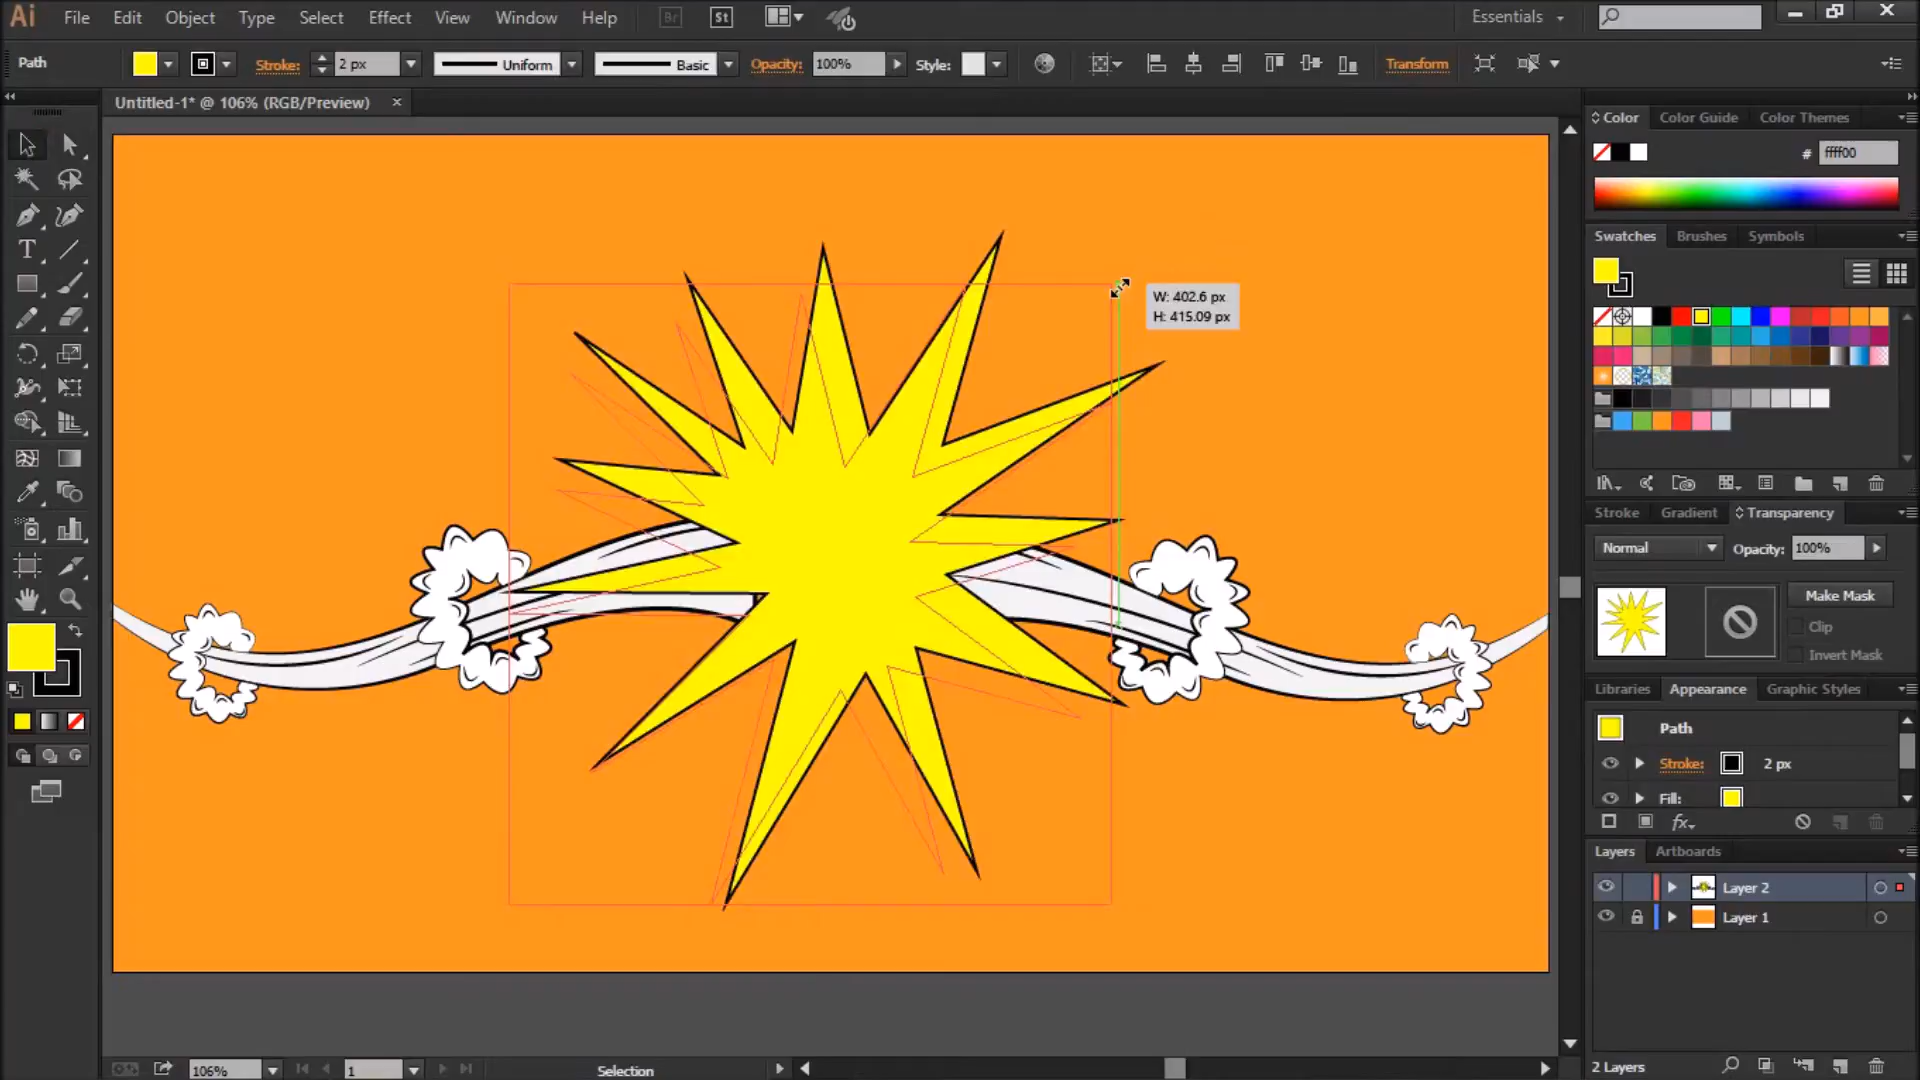 Ai File Edit Object Type Select Effect View Window Help Br St Essentials
Path Stroke: 2 px Uniform Basic Opacity: 100% Style: Transform
Untitled-1* @ 106% (RGB/Preview)
Color Color Guide Color Themes
# ffff00
Swatches Brushes Symbols
W: 402.6 px
H: 415.09 px
Stroke Gradient Transparency
Normal Opacity: 100%
Make Mask
Clip
Invert Mask
Libraries Appearance Graphic Styles
Path
Stroke: 2 px
Fill:
fx
Layers Artboards
Layer 2
Layer 1
106% 1 Selection 2 Layers